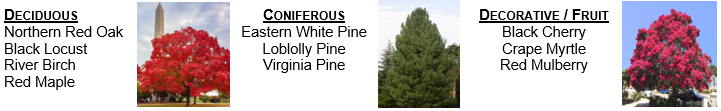 DECIDUOUS
Northern Red Oak
Black Locust
River Birch
Red Maple
CONIFEROUS
Eastern White Pine
Loblolly Pine
Virginia Pine
DECORATIVE / FRUIT
Black Cherry
Crape Myrtle
Red Mulberry